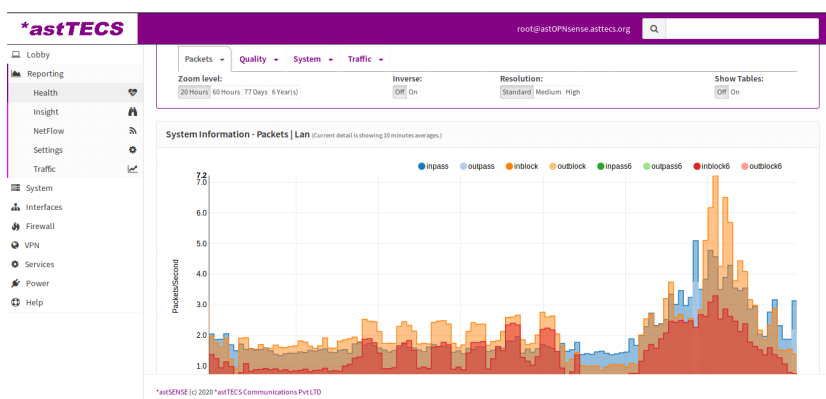 *astTECS
root@astOPNsense.asttecs.org
Lobby
Reporting
Health
Insight
NetFlow
Settings
Traffic
System
Interfaces
Firewall
VPN
Services
Power
Help
Packets Quality System Traffic
Zoom level: Inverse: Resolution: Show Tables:
20 Hours 60 Hours 77 Days 6 Year(s) Off On Standard Medium High Off On
System Information - Packets | Lan (Current detail is showing 10 minutes averages.)
inpass outpass inblock outblock inpass6 outpass6 inblock6 outblock6
7.2
7.0
6.0
5.0
4.0
3.0
2.0
1.0
Packets/Second
*astSENSE (c) 2020 *astTECS Communications Pvt LTD